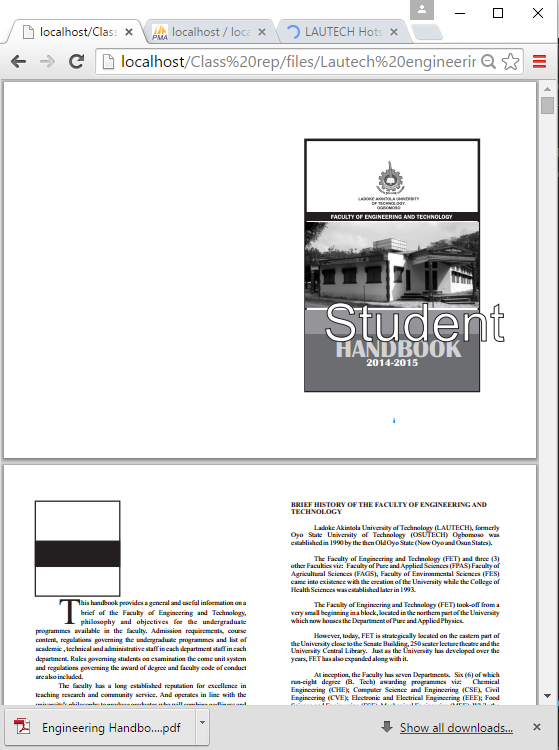 localhost/Class
localhost / loca
LAUTECH Hots
localhost/Class%20rep/files/Lautech%20engineerir
LADOKE AKINTOLA UNIVERSITY
OF TECHNOLOGY,
OGBOMOSO
FACULTY OF ENGINEERING AND TECHNOLOGY
Student
HANDBOOK
2014-2015
i
This handbook provides a general and useful information on a
brief of the Faculty of Engineering and Technology,
philosophy and objectives for the undergraduate
programmes available in the faculty. Admission requirements, course
content, regulations governing the undergraduate programmes and list of
academic , technical and administrative staff in each department staff in each
department. Rules governing students on examination the come unit system
and regulations governing the award of degree and faculty code of conduct
are also included.
The faculty has a long established reputation for excellence in
teaching research and community service. And operates in line with the
university's philosophy to produce graduates who will combine
BRIEF HISTORY OF THE FACULTY OF ENGINEERING AND
TECHNOLOGY
Ladoke Akintola University of Technology (LAUTECH), formerly
Oyo State University of Technology (OSUTECH) Ogbomoso was
established in 1990 by the then Old Oyo State (Now Oyo and Osun States).
The Faculty of Engineering and Technology (FET) and three (3)
other Faculties viz: Faculty of Pure and Applied Sciences (FPAS) Faculty of
Agricultural Sciences (FAGS), Faculty of Environmental Sciences (FES)
came into existence with the creation of the University while the College of
Health Sciences was established later in 1993.
The Faculty of Engineering and Technology (FET) took-off from a
very small beginning in a block, located in the northern part of the University
which now houses the Department of Pure and Applied Physics.
However, today, FET is strategically located on the eastern part of
the University close to the Senate Building, 250 seater lecture theatre and the
University Central Library. Just as the University has developed over the
years, FET has also expanded along with it.
At inception, the Faculty has seven Departments. Six (6) of which
run-eight degree (B. Tech) awarding programmes viz: Chemical
Engineering (CHE); Computer Science and Engineering (CSE), Civil
Engineering (CVE); Electronic and Electrical Engineering (EEE); Food
Engineering Handbo....pdf
Show all downloads...